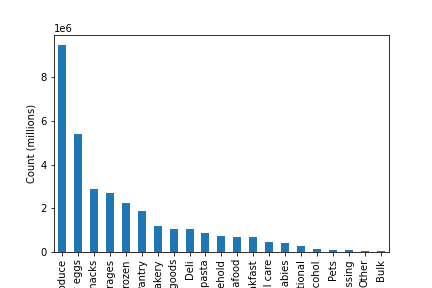 1e6
8
6
4
2
0
Count (millions)
oduce
eggs
nacks
rages
rozen
antry
akery
goods
Deli
pasta
ehold
afood
kfast
l care
abies
tional
cohol
Pets
ssing
Other
Bulk